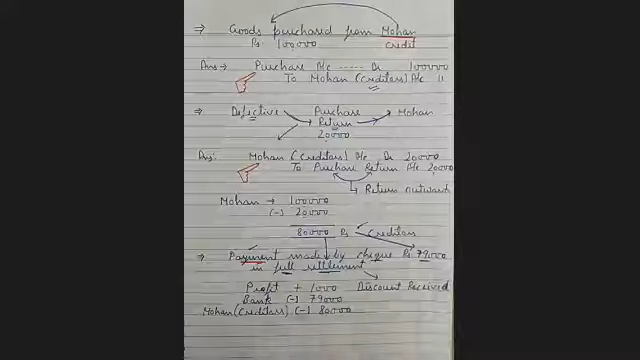 ⇒ Goods purchased from Mohan
Rs. 100000 credit
Ans → Purchase A/c ----- Dr 100000
To Mohan (creditors) A/c 11
⇒ Defective Purchase → Mohan
Return
20000
Ans: Mohan (Creditors) A/c Dr 20000
To Purchase Return A/c 20000
→ Return outward
Mohan → 100000
(-) 20000
80000 Rs Creditors
⇒ Payment made by cheque Rs 79000
in full settlement
Profit + 1000 Discount Received
Bank (-) 79000
Mohan (Creditors) (-) 80000